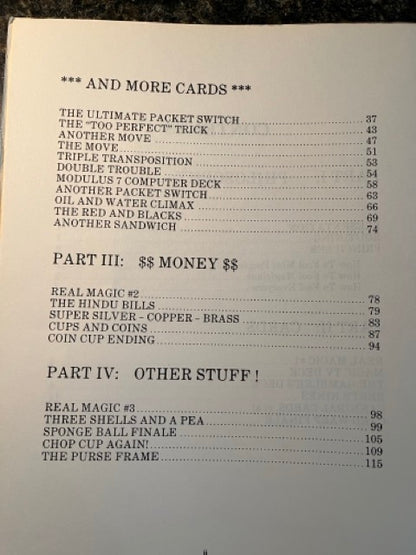 *** AND MORE CARDS ***
THE ULTIMATE PACKET SWITCH 37
THE "TOO PERFECT" TRICK 43
ANOTHER MOVE 47
THE MOVE 51
TRIPLE TRANSPOSITION 53
DOUBLE TROUBLE 54
MODULUS 7 COMPUTER DECK 58
ANOTHER PACKET SWITCH 63
OIL AND WATER CLIMAX 66
THE RED AND BLACKS 69
ANOTHER SANDWICH 74
PART III: $$ MONEY $$
REAL MAGIC #2 78
THE HINDU BILLS 79
SUPER SILVER - COPPER - BRASS 83
CUPS AND COINS 87
COIN CUP ENDING 94
PART IV: OTHER STUFF!
REAL MAGIC #3 98
THREE SHELLS AND A PEA 99
SPONGE BALL FINALE 105
CHOP CUP AGAIN! 109
THE PURSE FRAME 115
ii